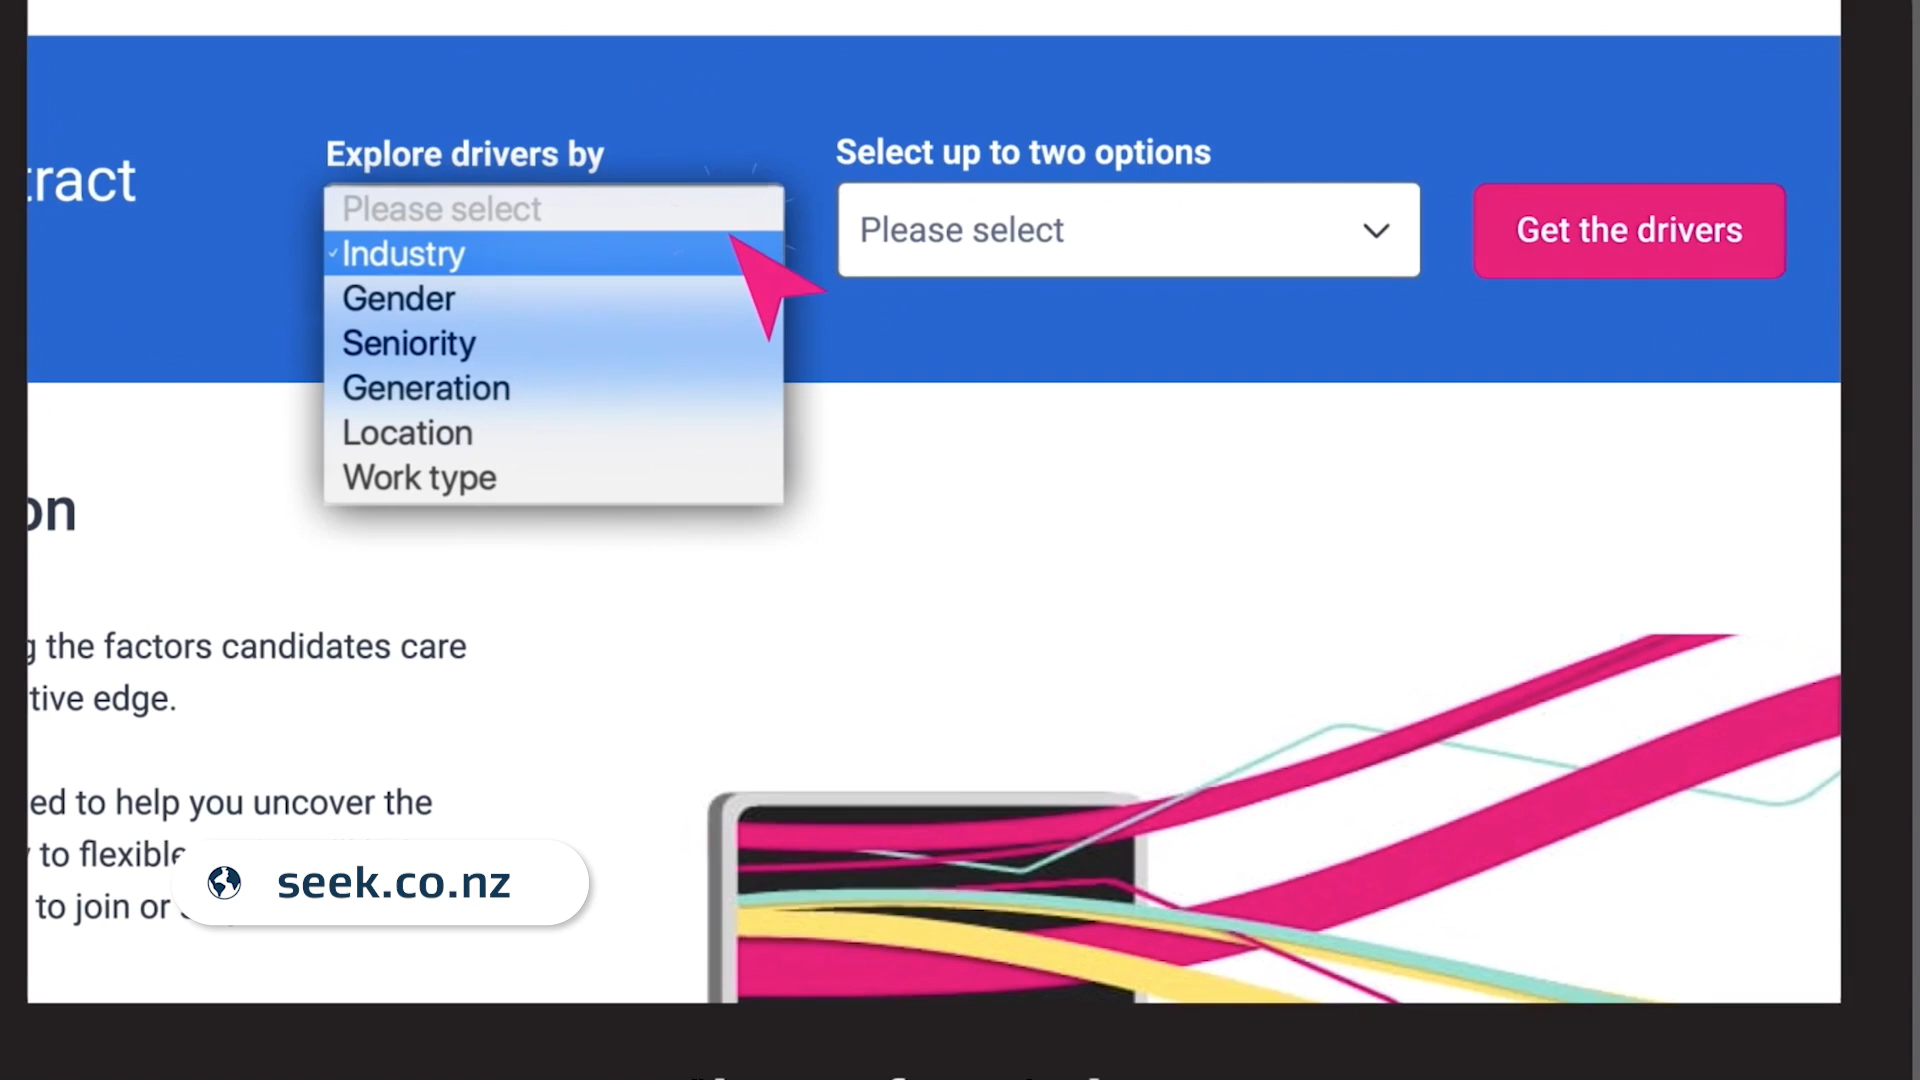 Explore drivers by
Select up to two options
tract
Please select
Please select
Get the drivers
Industry
Gender
Seniority
Generation
Location
Work type
on
the factors candidates care
tive edge.
ed to help you uncover the
to flexible
to join or
seek.co.nz